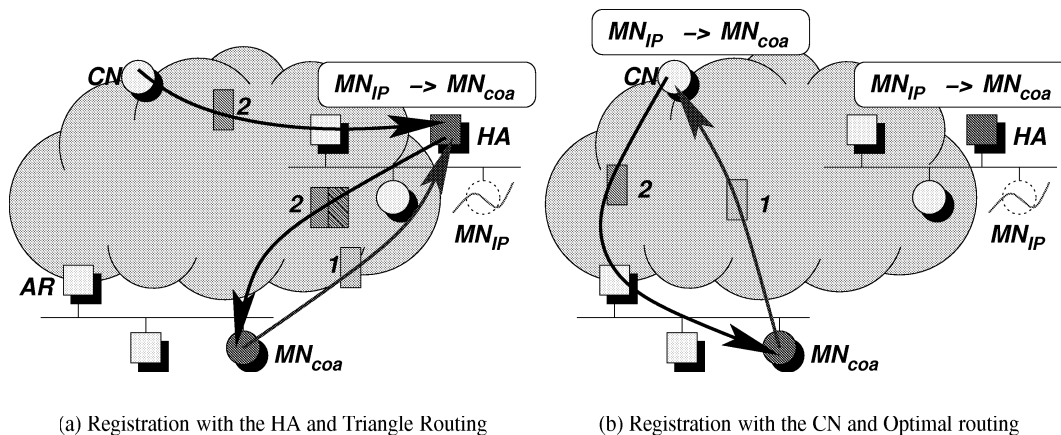 MN_IP -> MN_coa
CN
2
HA
2
1
MN_IP
AR
MN_coa
(a) Registration with the HA and Triangle Routing
MN_IP -> MN_coa
CN
MN_IP -> MN_coa
HA
2
1
MN_IP
MN_coa
(b) Registration with the CN and Optimal routing